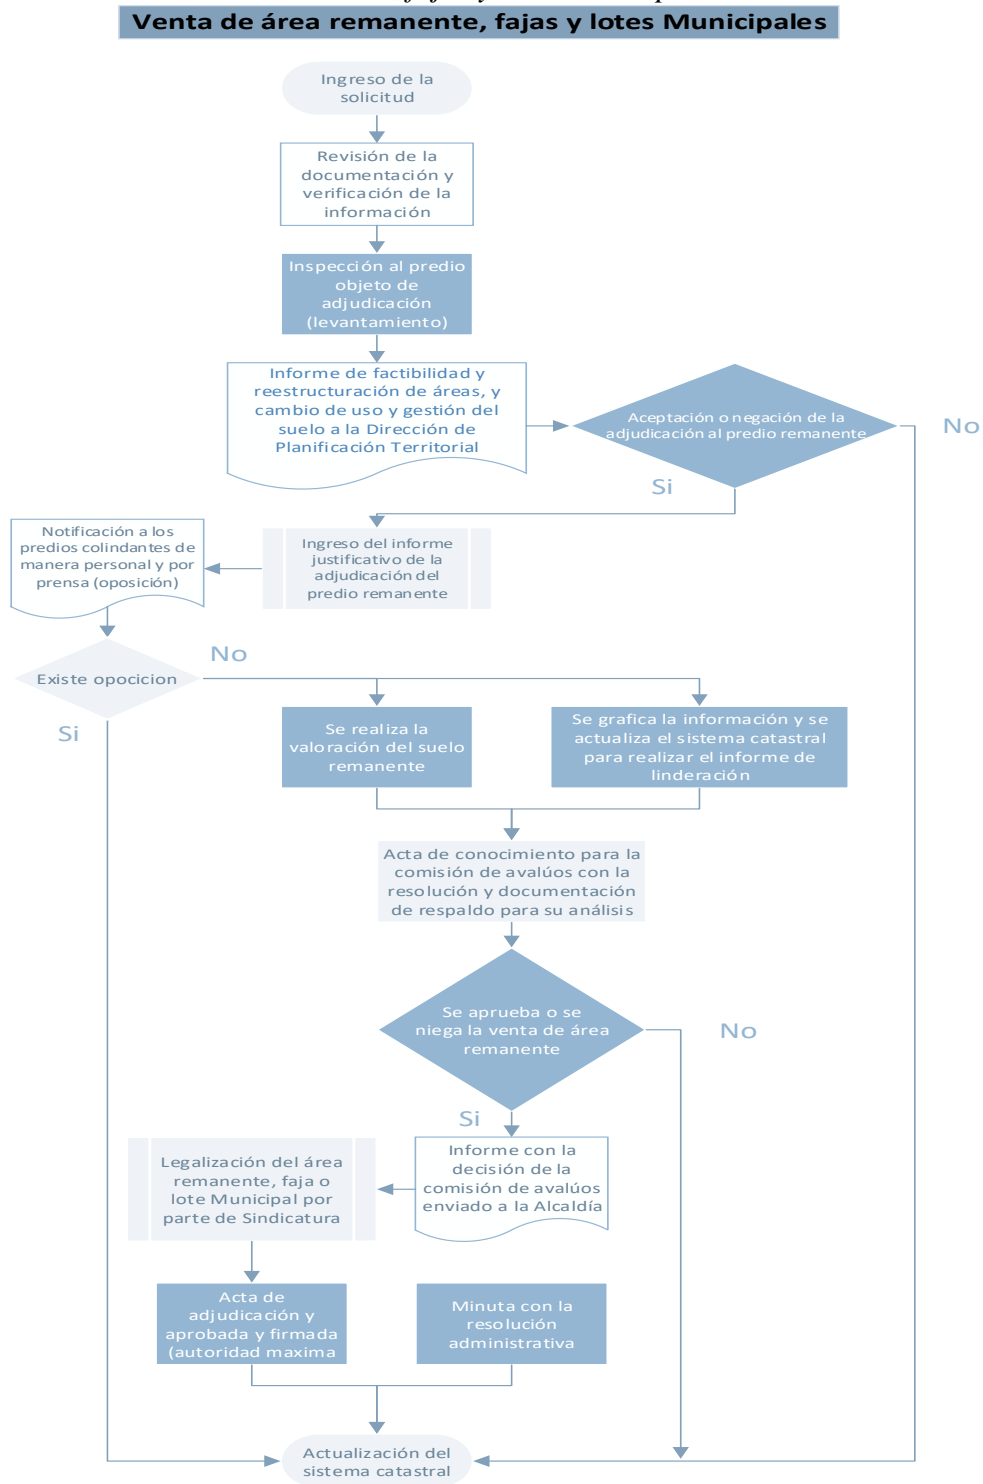 Venta de área remanente, fajas y lotes Municipales
Ingreso de la
solicitud
Revisión de la
documentación y
verificación de la
información
Inspección al predio
objeto de
adjudicación
(levantamiento)
Informe de factibilidad y
reestructuración de áreas, y
cambio de uso y gestión del
suelo a la Dirección de
Planificación Territorial
Aceptación o negación de la
adjudicación al predio remanente
No
Si
Ingreso del informe
justificativo de la
adjudicación del
predio remanente
Notificación a los
predios colindantes de
manera personal y por
prensa (oposición)
Existe opocicion
No
Si
Se realiza la
valoración del suelo
remanente
Se grafica la información y se
actualiza el sistema catastral
para realizar el informe de
linderación
Acta de conocimiento para la
comisión de avalúos con la
resolución y documentación
de respaldo para su análisis
Se aprueba o se
niega la venta de área
remanente
No
Si
Informe con la
decisión de la
comisión de avalúos
enviado a la Alcaldía
Legalización del área
remanente, faja o
lote Municipal por
parte de Sindicatura
Acta de
adjudicación y
aprobada y firmada
(autoridad maxima
Minuta con la
resolución
administrativa
Actualización del
sistema catastral